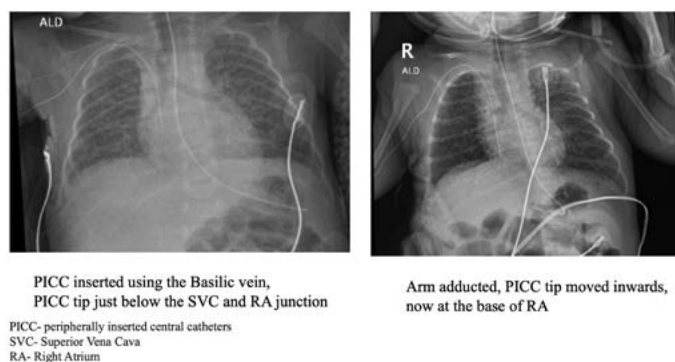 ALD
R
ALD
PICC inserted using the Basilic vein,
PICC tip just below the SVC and RA junction
Arm adducted, PICC tip moved inwards,
now at the base of RA
PICC- peripherally inserted central catheters
SVC- Superior Vena Cava
RA- Right Atrium